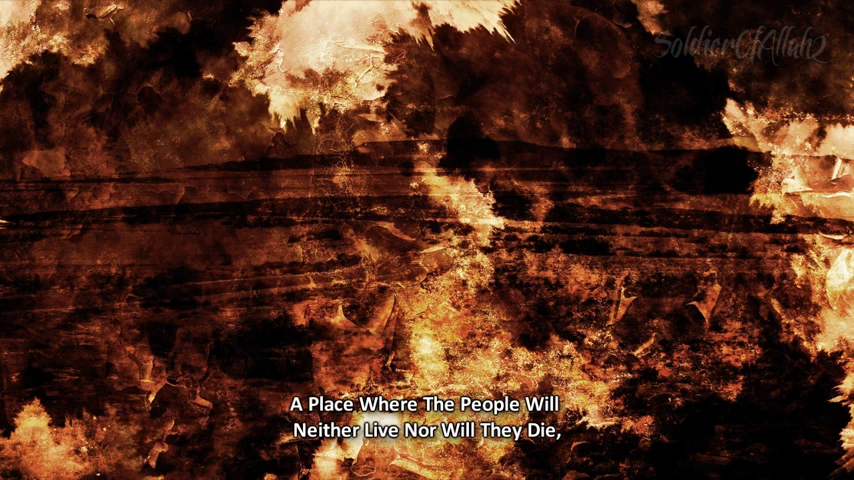 SoldierOfAllah2
A Place Where The People Will
Neither Live Nor Will They Die,